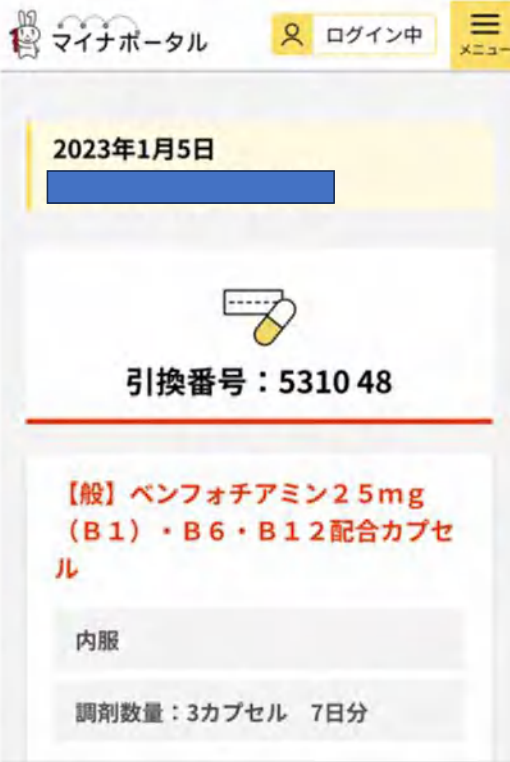 マイナポータル
ログイン中
メニュー
2023年1月5日
引換番号：5310 48
【般】ベンフォチアミン２５ｍｇ
（Ｂ１）・Ｂ６・Ｂ１２配合カプセ
ル
内服
調剤数量：3カプセル　7日分